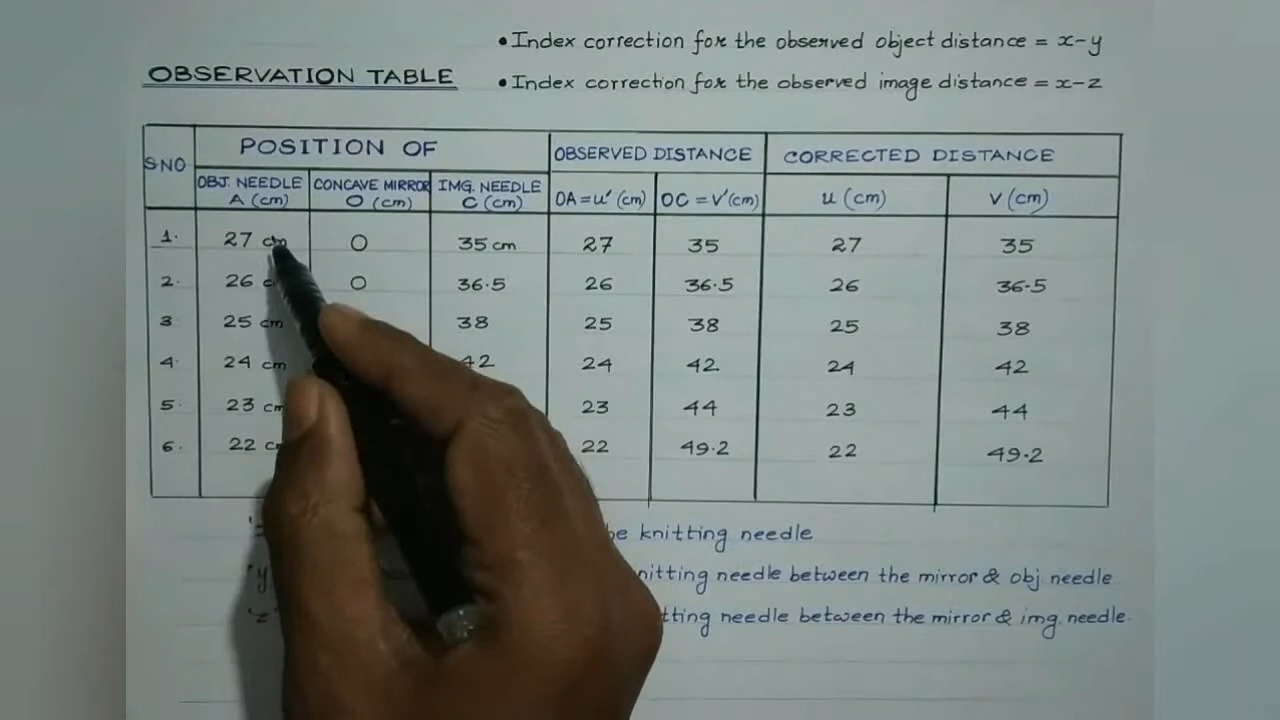 • Index correction for the observed object distance = x-y
OBSERVATION TABLE
• Index correction for the observed image distance = x-z
S NO
POSITION OF
OBSERVED DISTANCE
CORRECTED DISTANCE
OBJ. NEEDLE A (cm)
CONCAVE MIRROR O (cm)
IMG. NEEDLE C (cm)
OA = u' (cm)
OC = V' (cm)
u (cm)
v (cm)
1. 27 cm 0 35 cm 27 35 27 35
2. 26 0 36.5 26 36.5 26 36.5
3 25 cm 38 25 38 25 38
4. 24 cm 42 24 42 24 42
5. 23 cm 23 44 23 44
6. 22 22 49.2 22 49.2
knitting needle
'y' knitting needle between the mirror & obj needle
'z' needle between the mirror & img. needle.